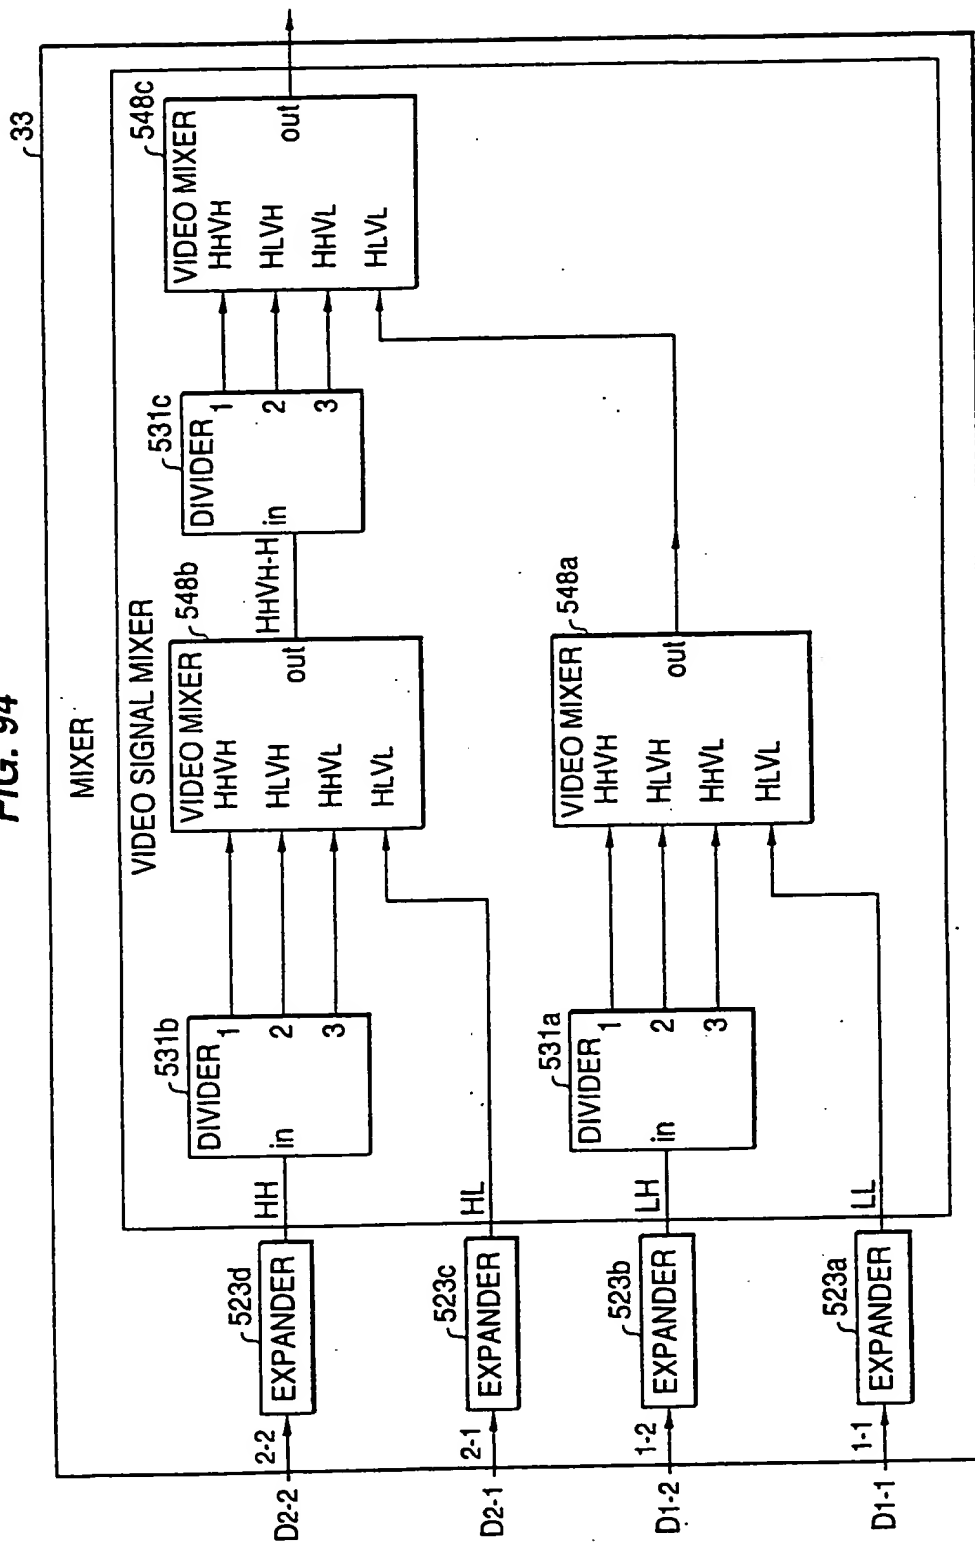 FIG. 94
33
MIXER
VIDEO SIGNAL MIXER
D2-2
2-2
EXPANDER
523d
HH
DIVIDER
531b
in
1
2
3
VIDEO MIXER
548b
HHVH
HLVH
HHVL
HLVL
out
HHVH-H
DIVIDER
531c
in
1
2
3
VIDEO MIXER
548c
HHVH
HLVH
HHVL
HLVL
out
D2-1
2-1
EXPANDER
523c
HL
D1-2
1-2
EXPANDER
523b
LH
DIVIDER
531a
in
1
2
3
VIDEO MIXER
548a
HHVH
HLVH
HHVL
HLVL
out
D1-1
1-1
EXPANDER
523a
LL